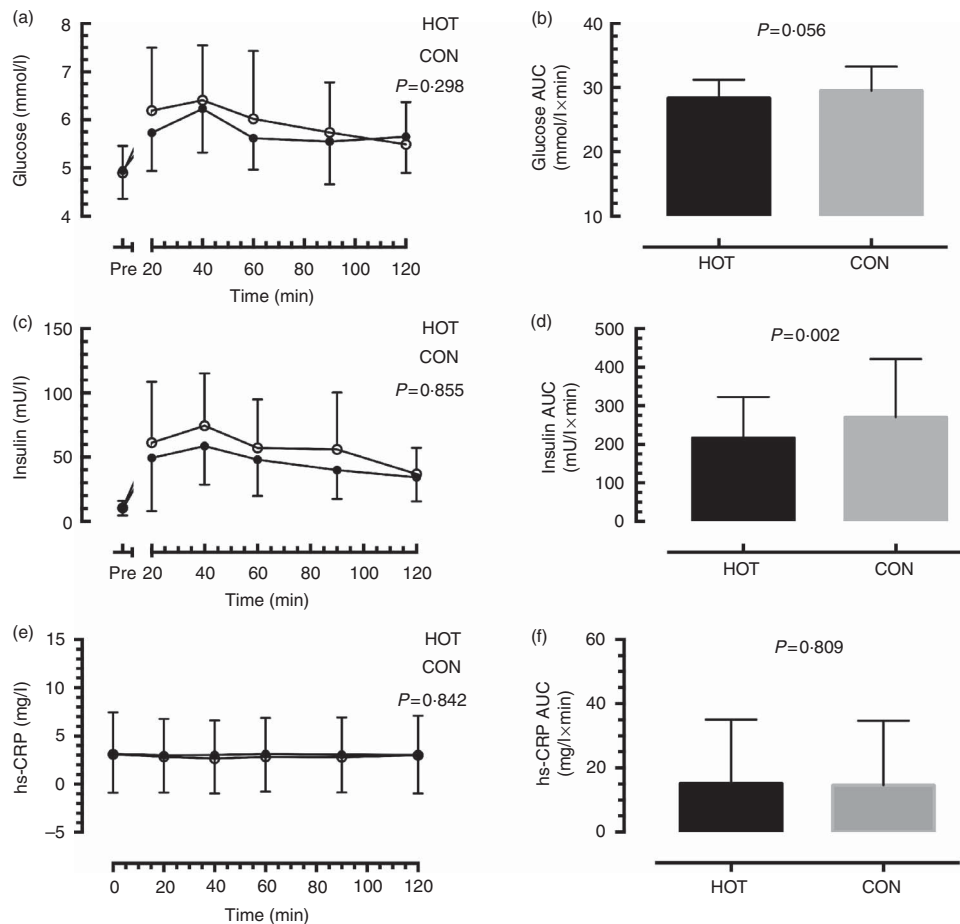 (a)
8
7
6
5
4
Glucose (mmol/l)
HOT
CON
P=0·298
Pre 20 40 60 80 100 120
Time (min)
(b)
40
30
20
10
Glucose AUC
(mmol/l×min)
P=0·056
HOT CON
(c)
150
100
50
0
Insulin (mU/l)
HOT
CON
P=0·855
Pre 20 40 60 80 100 120
Time (min)
(d)
500
400
300
200
100
0
Insulin AUC
(mU/l×min)
P=0·002
HOT CON
(e)
15
10
5
0
–5
hs-CRP (mg/l)
HOT
CON
P=0·842
0 20 40 60 80 100 120
Time (min)
(f)
60
40
20
0
hs-CRP AUC
(mg/l×min)
P=0·809
HOT CON